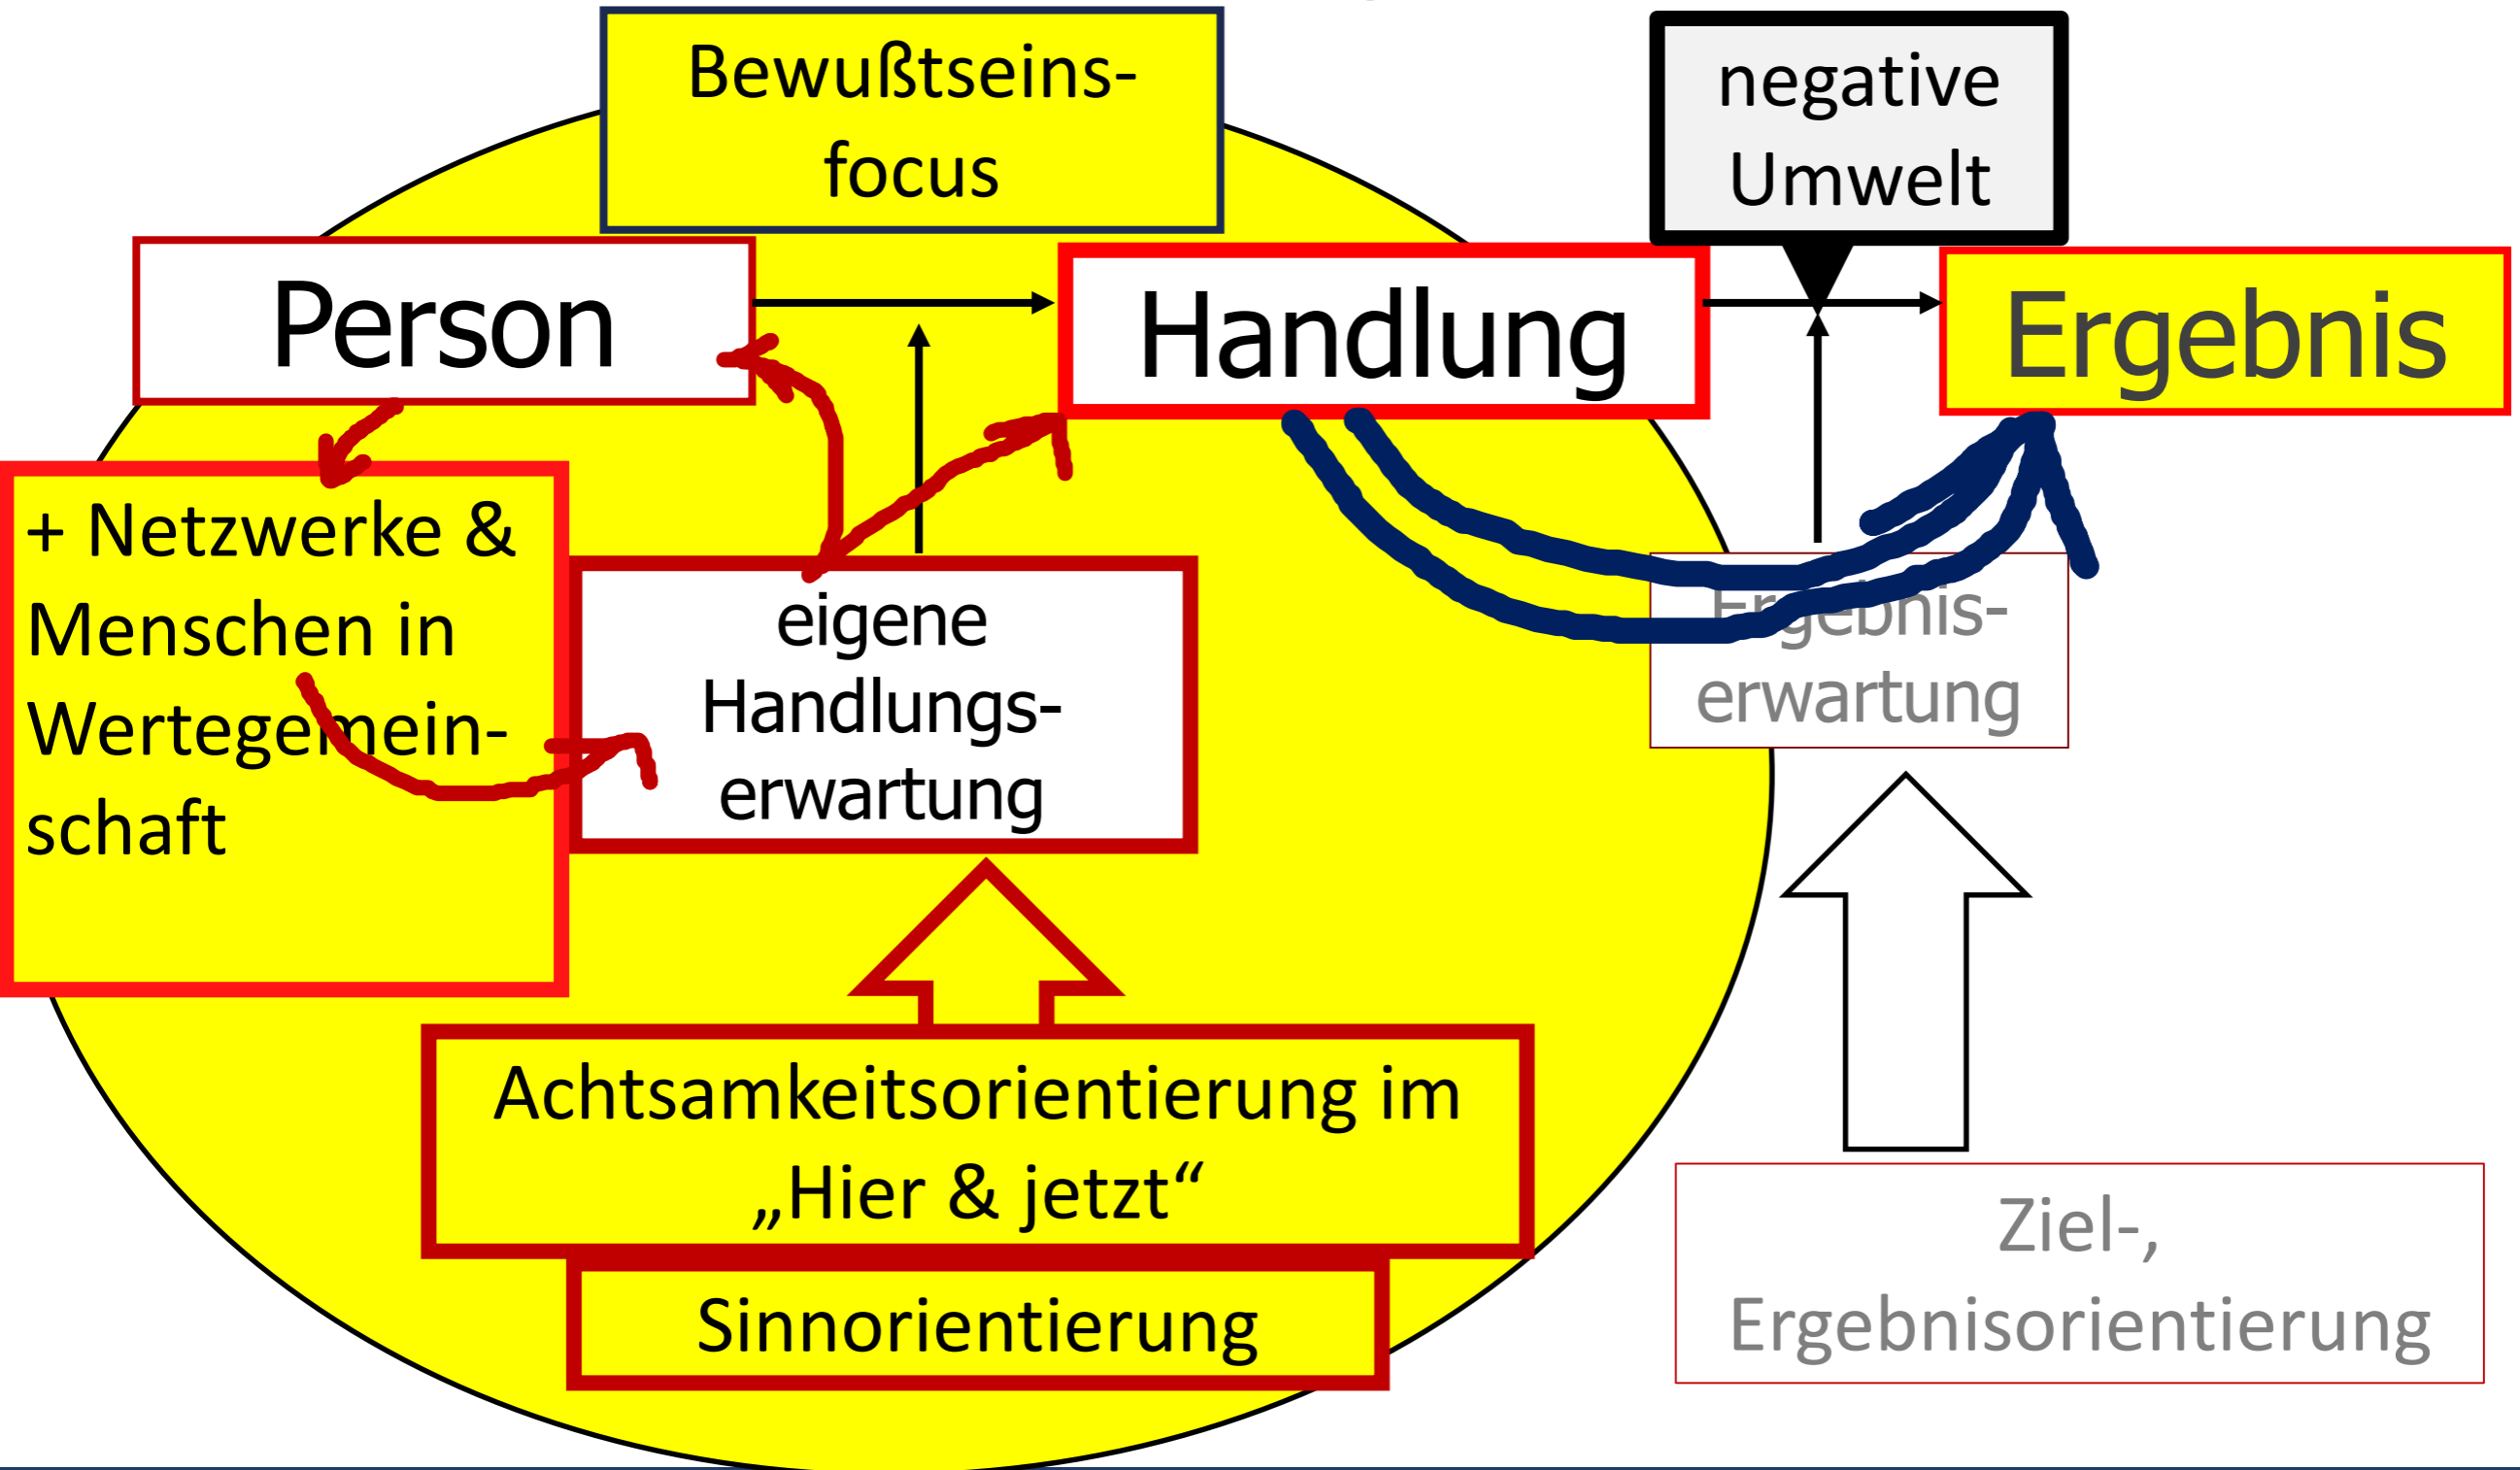 Bewußtseins-
focus
negative
Umwelt
Person
Handlung
Ergebnis
+ Netzwerke &
Menschen in
Wertegemein-
schaft
eigene
Handlungs-
erwartung
Ergebnis-
erwartung
Achtsamkeitsorientierung im
„Hier & jetzt“
Sinnorientierung
Ziel-,
Ergebnisorientierung